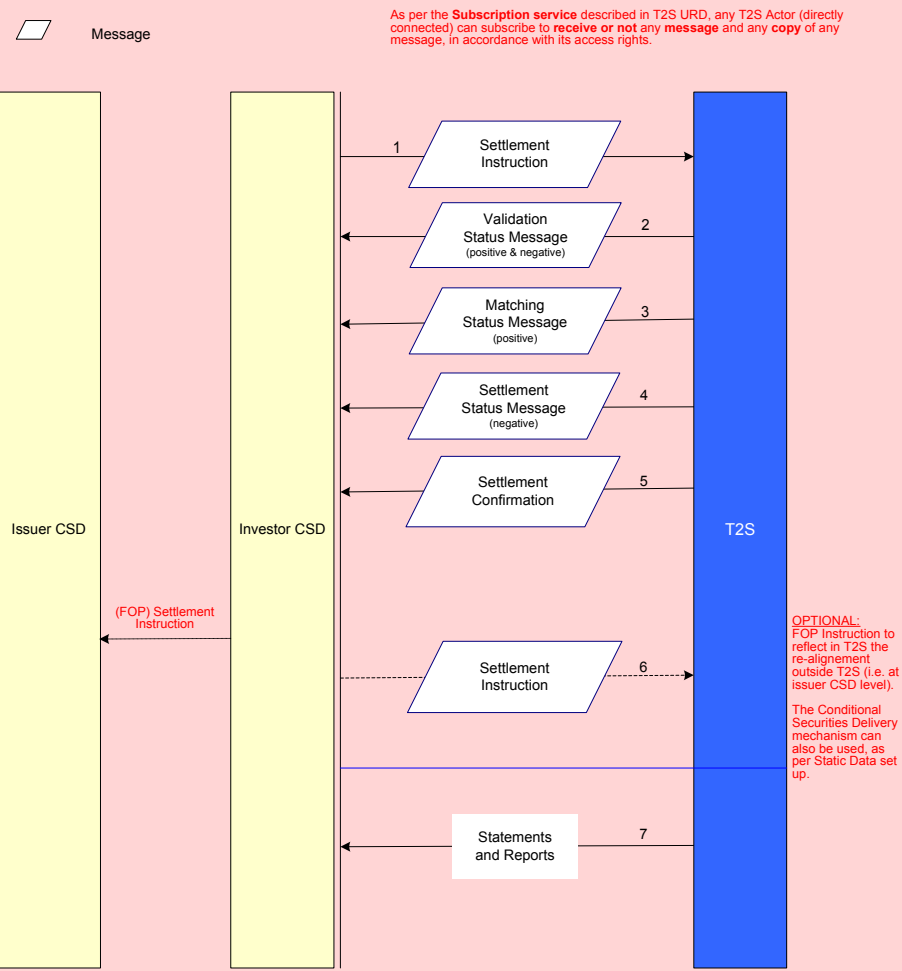 Message
As per the Subscription service described in T2S URD, any T2S Actor (directly
connected) can subscribe to receive or not any message and any copy of any
message, in accordance with its access rights.
1
Settlement
Instruction
Validation
Status Message
(positive & negative)
2
Matching
Status Message
(positive)
3
Settlement
Status Message
(negative)
4
Settlement
Confirmation
5
Issuer CSD
Investor CSD
T2S
(FOP) Settlement
Instruction
Settlement
Instruction
6
OPTIONAL:
FOP Instruction to
reflect in T2S the
re-alignement
outside T2S (i.e. at
issuer CSD level).
The Conditional
Securities Delivery
mechanism can
also be used, as
per Static Data set
up.
Statements
and Reports
7